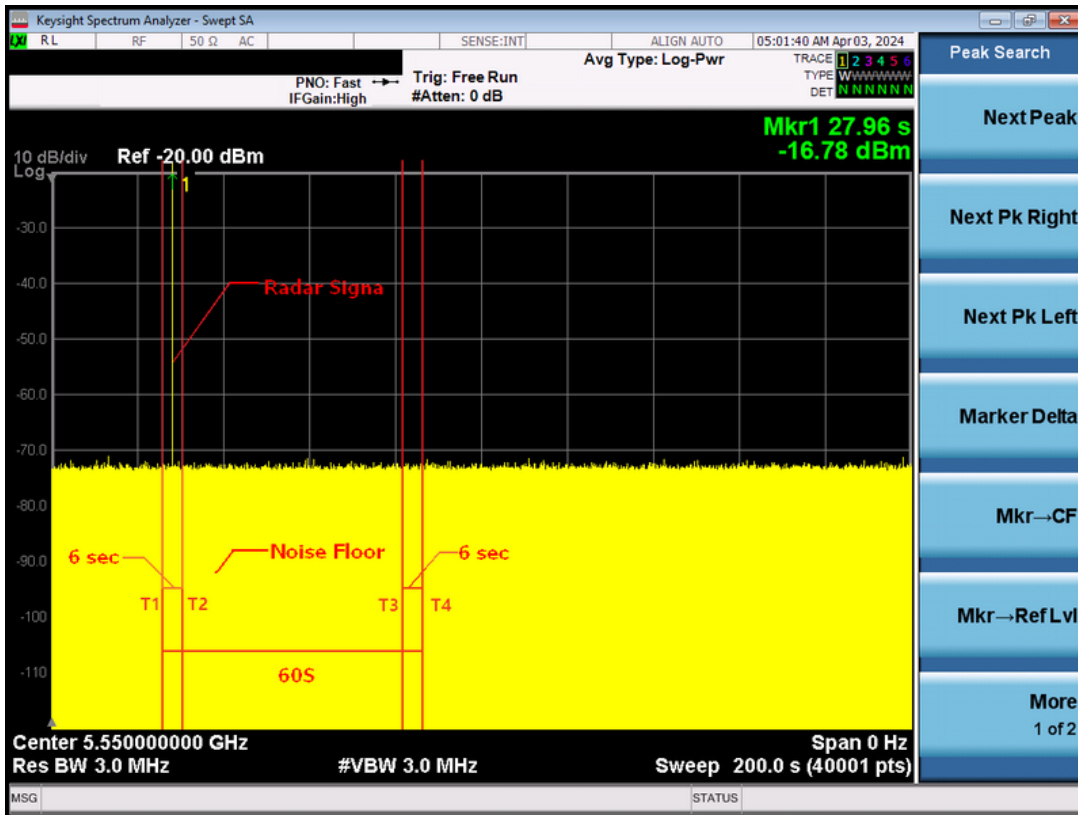 Keysight Spectrum Analyzer - Swept SA
LXI RL RF 50 Ω AC SENSE:INT ALIGN AUTO 05:01:40 AM Apr 03, 2024
Peak Search
PNO: Fast
IFGain:High
Trig: Free Run
#Atten: 0 dB
Avg Type: Log-Pwr
TRACE 1 2 3 4 5 6
TYPE WWWWWWW
DET N N N N N N
Mkr1 27.96 s
-16.78 dBm
10 dB/div Ref -20.00 dBm
Log
1
-30.0
-40.0
Radar Signa
-50.0
-60.0
-70.0
-80.0
-90.0
6 sec Noise Floor 6 sec
T1 T2 T3 T4
-100
-110
60S
Center 5.550000000 GHz Span 0 Hz
Res BW 3.0 MHz #VBW 3.0 MHz Sweep 200.0 s (40001 pts)
MSG STATUS
Next Peak
Next Pk Right
Next Pk Left
Marker Delta
Mkr→CF
Mkr→Ref Lvl
More
1 of 2